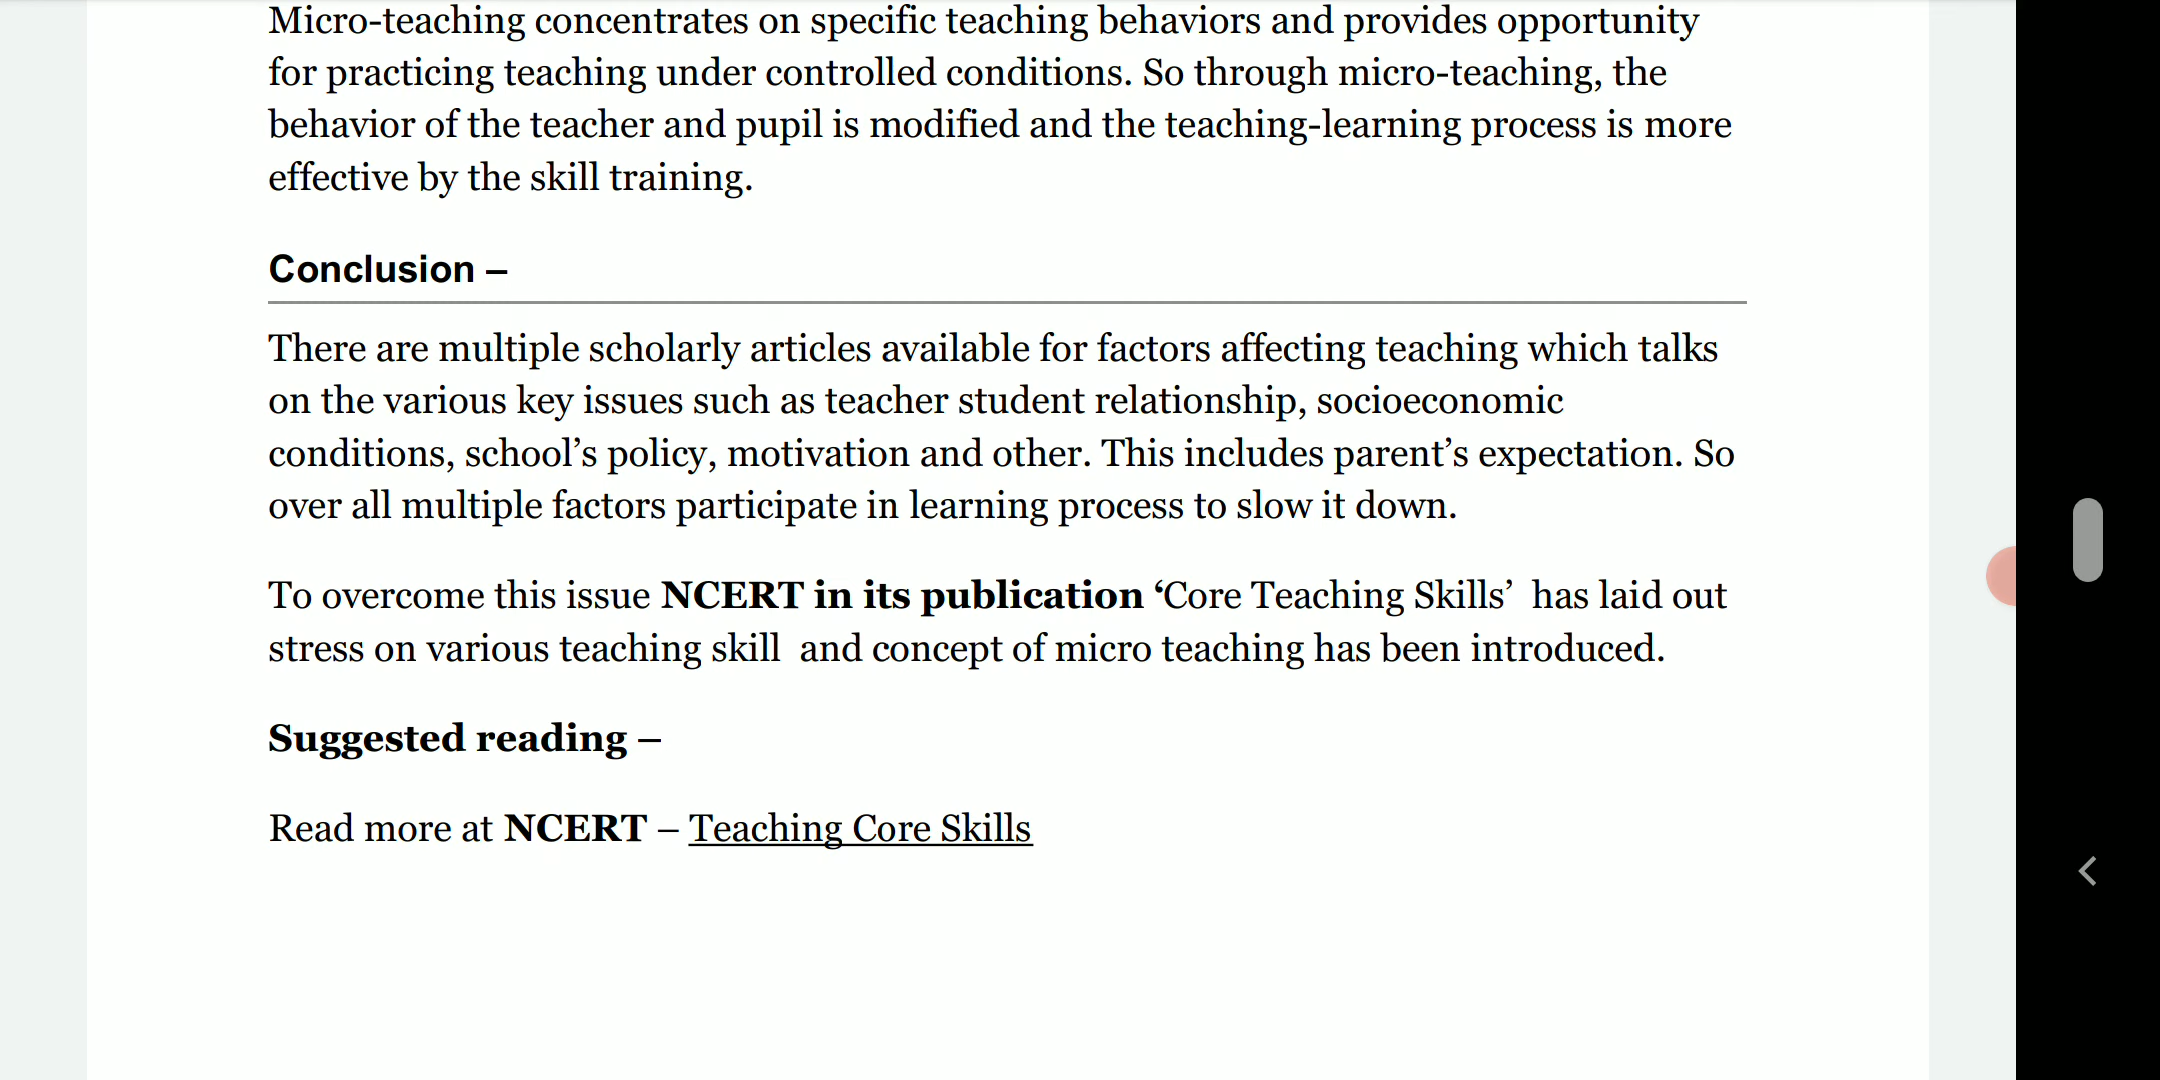 Micro-teaching concentrates on specific teaching behaviors and provides opportunity
for practicing teaching under controlled conditions. So through micro-teaching, the
behavior of the teacher and pupil is modified and the teaching-learning process is more
effective by the skill training.
Conclusion –
There are multiple scholarly articles available for factors affecting teaching which talks
on the various key issues such as teacher student relationship, socioeconomic
conditions, school’s policy, motivation and other. This includes parent’s expectation. So
over all multiple factors participate in learning process to slow it down.
To overcome this issue NCERT in its publication ‘Core Teaching Skills’  has laid out
stress on various teaching skill  and concept of micro teaching has been introduced.
Suggested reading –
Read more at NCERT – Teaching Core Skills